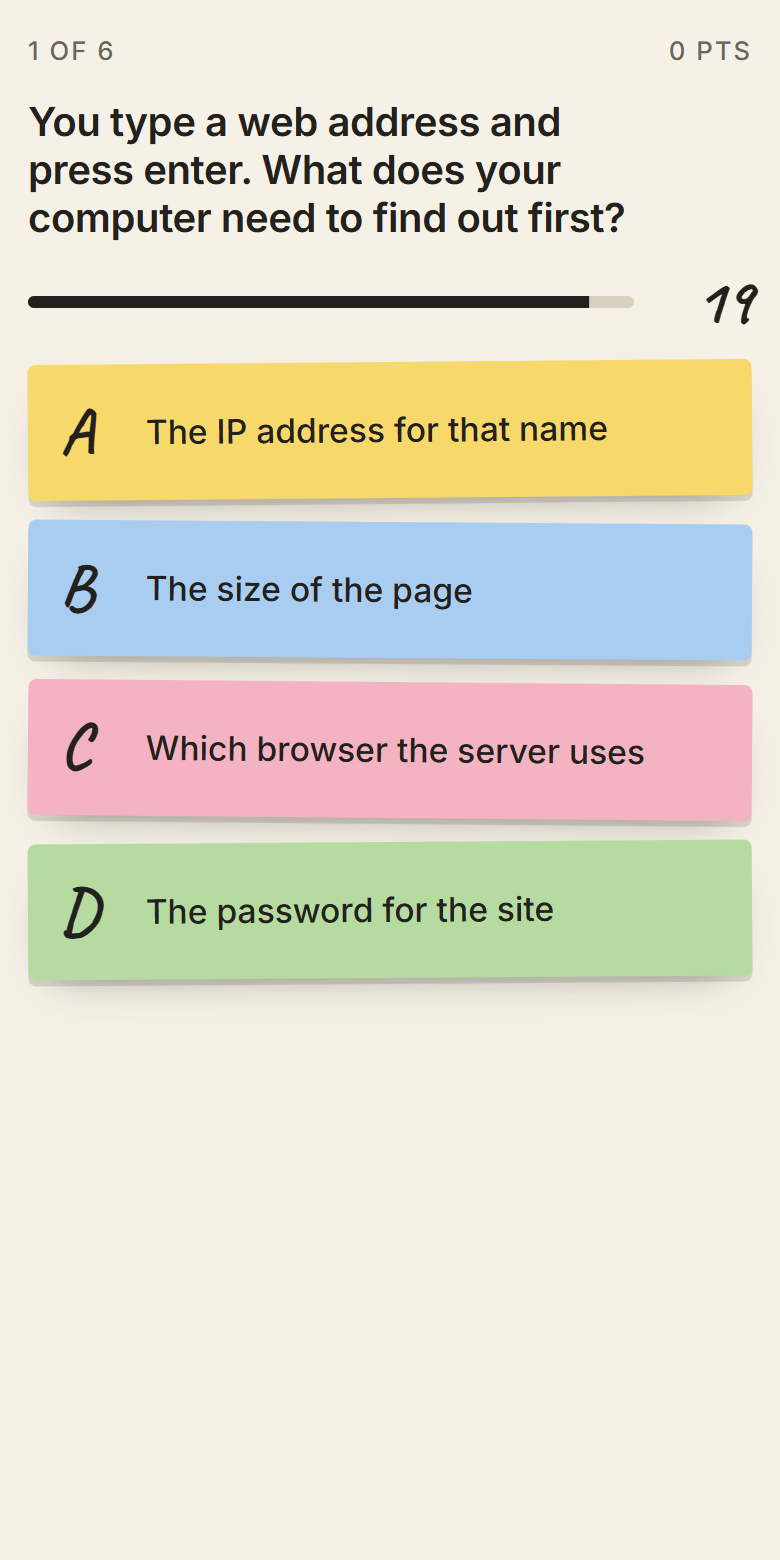 1 OF 6
0 PTS
You type a web address and
press enter. What does your
computer need to find out first?
19
A The IP address for that name
B The size of the page
C Which browser the server uses
D The password for the site